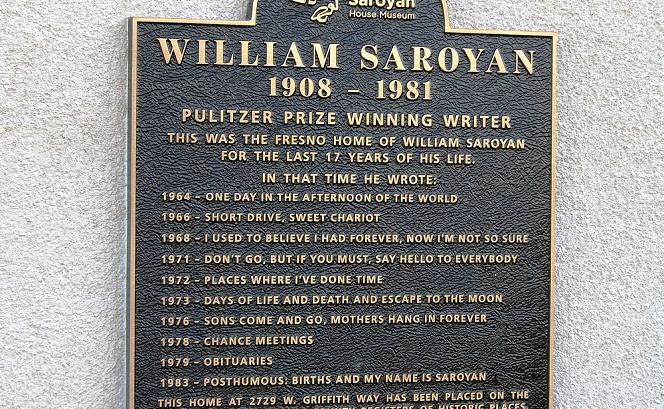 Saroyan
House Museum
WILLIAM SAROYAN
1908 – 1981
PULITZER PRIZE WINNING WRITER
THIS WAS THE FRESNO HOME OF WILLIAM SAROYAN
FOR THE LAST 17 YEARS OF HIS LIFE.
IN THAT TIME HE WROTE:
1964 – ONE DAY IN THE AFTERNOON OF THE WORLD
1966 – SHORT DRIVE, SWEET CHARIOT
1968 – I USED TO BELIEVE I HAD FOREVER, NOW I'M NOT SO SURE
1971 – DON'T GO, BUT IF YOU MUST, SAY HELLO TO EVERYBODY
1972 – PLACES WHERE I'VE DONE TIME
1973 – DAYS OF LIFE AND DEATH AND ESCAPE TO THE MOON
1976 – SONS COME AND GO, MOTHERS HANG IN FOREVER
1978 – CHANCE MEETINGS
1979 – OBITUARIES
1983 – POSTHUMOUS: BIRTHS AND MY NAME IS SAROYAN
THIS HOME AT 2729 W. GRIFFITH WAY HAS BEEN PLACED ON THE
REGISTERS OF HISTORIC PLACES,